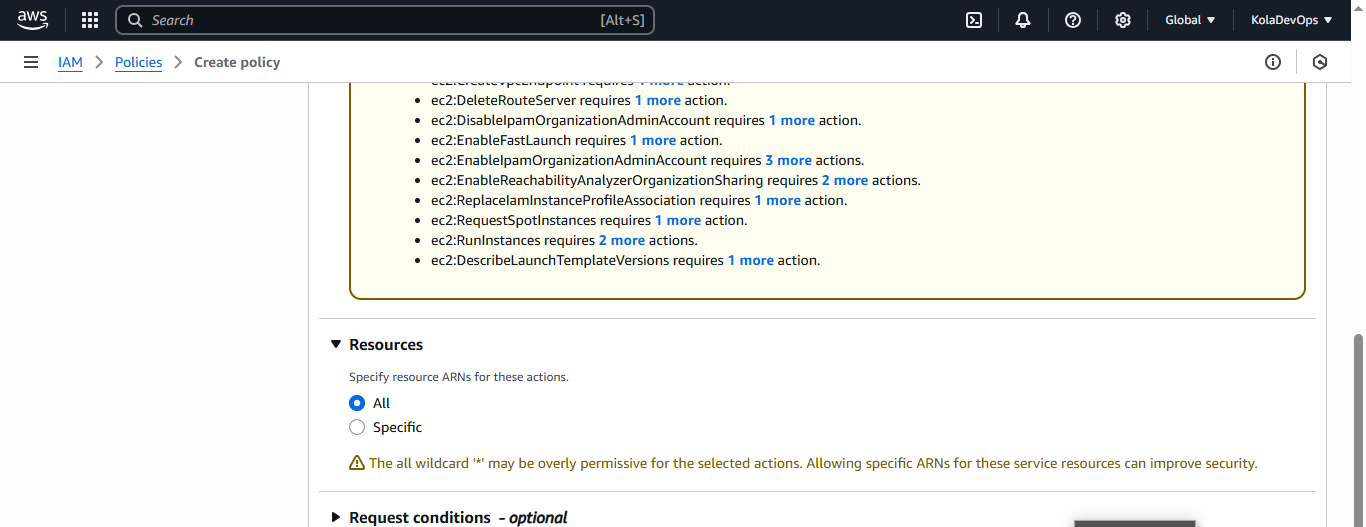 aws Search [Alt+S] Global KolaDevOps
IAM > Policies > Create policy
ec2:CreateVpcEndpoint requires 1 more action.
ec2:DeleteRouteServer requires 1 more action.
ec2:DisableIpamOrganizationAdminAccount requires 1 more action.
ec2:EnableFastLaunch requires 1 more action.
ec2:EnableIpamOrganizationAdminAccount requires 3 more actions.
ec2:EnableReachabilityAnalyzerOrganizationSharing requires 2 more actions.
ec2:ReplaceIamInstanceProfileAssociation requires 1 more action.
ec2:RequestSpotInstances requires 1 more action.
ec2:RunInstances requires 2 more actions.
ec2:DescribeLaunchTemplateVersions requires 1 more action.
Resources
Specify resource ARNs for these actions.
All
Specific
The all wildcard '*' may be overly permissive for the selected actions. Allowing specific ARNs for these service resources can improve security.
Request conditions - optional